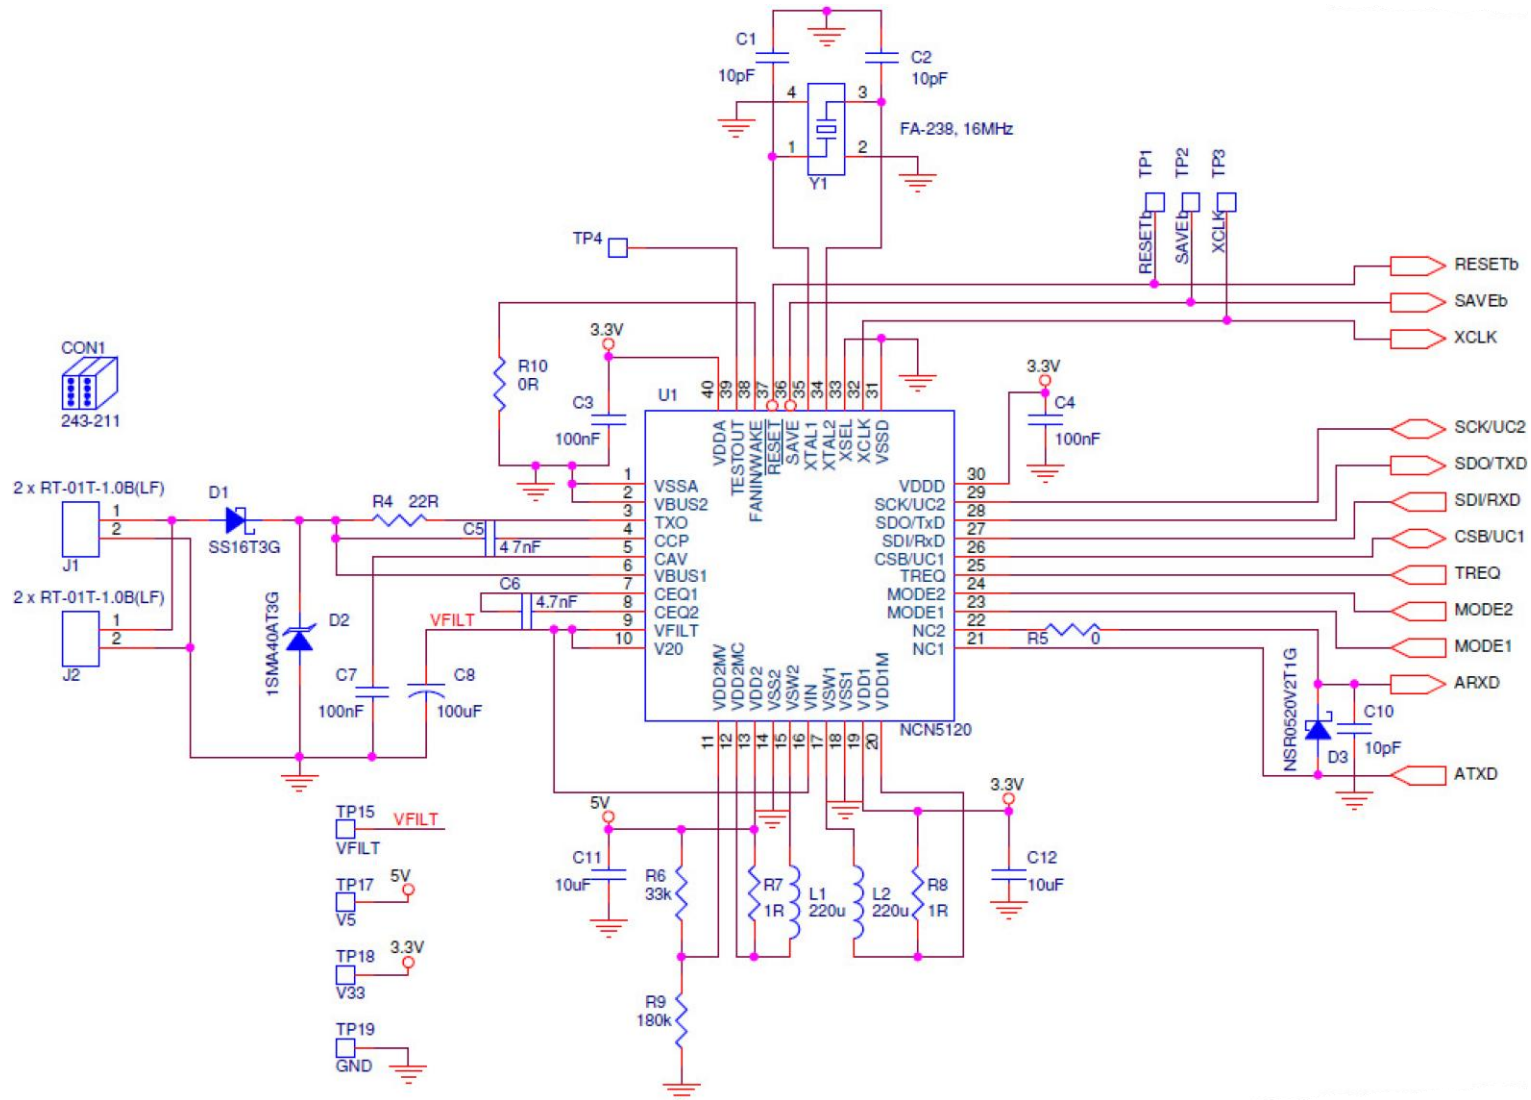 C1
10pF
C2
10pF
4
3
1
2
FA-238, 16MHz
Y1
TP1
TP2
TP3
RESETb
SAVEb
XCLK
TP4
RESETb
SAVEb
XCLK
3.3V
R10
0R
C3
100nF
CON1
243-211
U1
40
39
38
37
36
35
34
33
32
31
VDDA
TESTOUT
FANINWAKE
RESET
SAVE
XTAL1
XTAL2
XSEL
XCLK
VSSD
3.3V
C4
100nF
1 VSSA
2 VBUS2
3 TXO
4 CCP
5 CAV
6 VBUS1
7 CEQ1
8 CEQ2
9 VFILT
10 V20
VDDD 30
SCK/UC2 29
SDO/TxD 28
SDI/RxD 27
CSB/UC1 26
TREQ 25
MODE2 24
MODE1 23
NC2 22
NC1 21
SCK/UC2
SDO/TXD
SDI/RXD
CSB/UC1
TREQ
MODE2
MODE1
ARXD
ATXD
2 x RT-01T-1.0B(LF)
1
2
J1
2 x RT-01T-1.0B(LF)
1
2
J2
D1
SS16T3G
R4 22R
C5
4 7nF
C6
4.7nF
VFILT
1SMA40AT3G
D2
C7
100nF
C8
100uF
R5 0
NSR0520V2T1G
D3
C10
10pF
VDD2MV
VDD2MC
VDD2
VSS2
VSW2
VIN
VSW1
VSS1
VDD1
VDD1M
11
12
13
14
15
16
17
18
19
20
NCN5120
TP15
VFILT
VFILT
TP17
5V
V5
TP18
3.3V
V33
TP19
GND
5V
C11
10uF
R6
33k
R7
1R
L1
220u
L2
220u
R8
1R
3.3V
C12
10uF
R9
180k